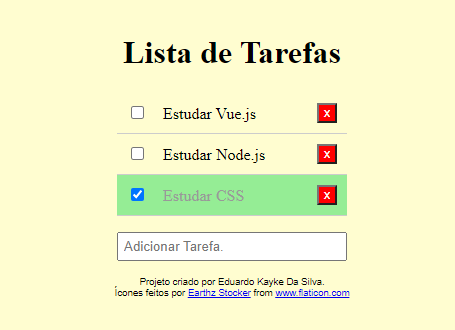 Lista de Tarefas
Estudar Vue.js x
Estudar Node.js x
Estudar CSS x
Adicionar Tarefa.
Projeto criado por Eduardo Kayke Da Silva.
Ícones feitos por Earthz Stocker from www.flaticon.com